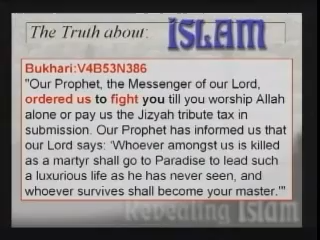 The Truth about: ISLAM
Bukhari:V4B53N386
"Our Prophet, the Messenger of our Lord,
ordered us to fight you till you worship Allah
alone or pay us the Jizyah tribute tax in
submission. Our Prophet has informed us that
our Lord says: 'Whoever amongst us is killed
as a martyr shall go to Paradise to lead such
a luxurious life as he has never seen, and
whoever survives shall become your master.'"
Revealing Islam